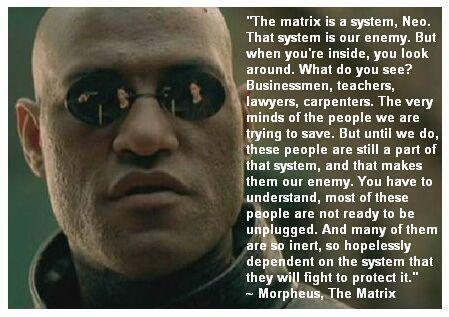 "The matrix is a system, Neo.
That system is our enemy. But
when you're inside, you look
around. What do you see?
Businessmen, teachers,
lawyers, carpenters. The very
minds of the people we are
trying to save. But until we do,
these people are still a part of
that system, and that makes
them our enemy. You have to
understand, most of these
people are not ready to be
unplugged. And many of them
are so inert, so hopelessly
dependent on the system that
they will fight to protect it."
~ Morpheus, The Matrix